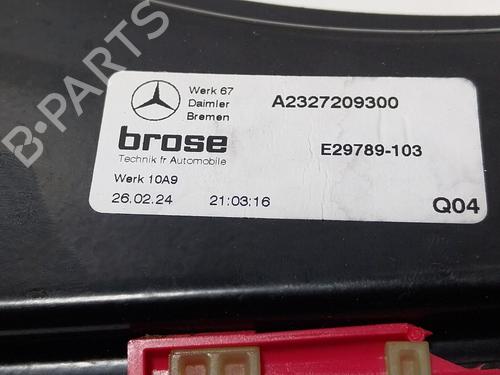 Werk 67
Daimler
Bremen
A2327209300
brose
Technik fr Automobile
E29789-103
Werk 10A9
26.02.24 21:03:16
Q04
B-PARTS